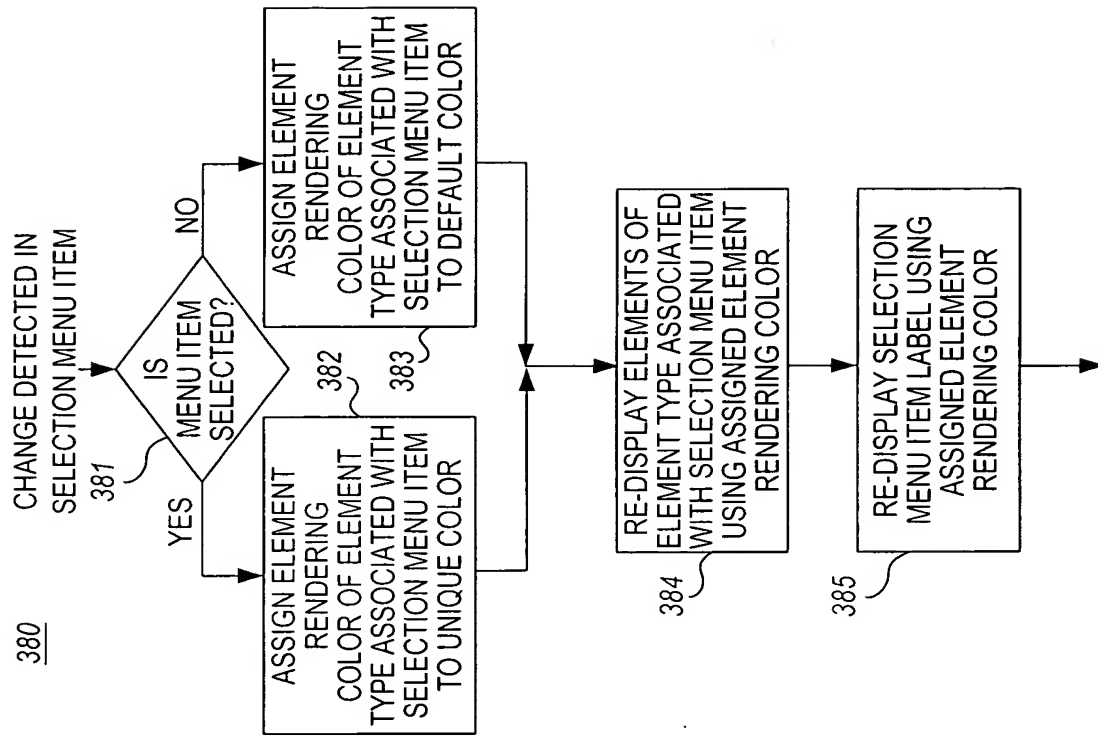 380
CHANGE DETECTED IN
SELECTION MENU ITEM
381
IS
MENU ITEM
SELECTED?
YES
NO
382
ASSIGN ELEMENT
RENDERING
COLOR OF ELEMENT
TYPE ASSOCIATED WITH
SELECTION MENU ITEM
TO UNIQUE COLOR
383
ASSIGN ELEMENT
RENDERING
COLOR OF ELEMENT
TYPE ASSOCIATED WITH
SELECTION MENU ITEM
TO DEFAULT COLOR
384
RE-DISPLAY ELEMENTS OF
ELEMENT TYPE ASSOCIATED
WITH SELECTION MENU ITEM
USING ASSIGNED ELEMENT
RENDERING COLOR
385
RE-DISPLAY SELECTION
MENU ITEM LABEL USING
ASSIGNED ELEMENT
RENDERING COLOR